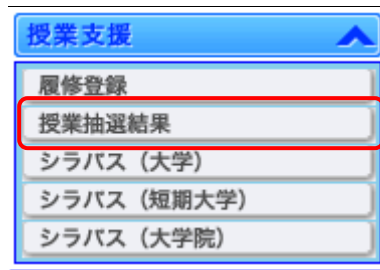 授業支援
履修登録
授業抽選結果
シラバス（大学）
シラバス（短期大学）
シラバス（大学院）